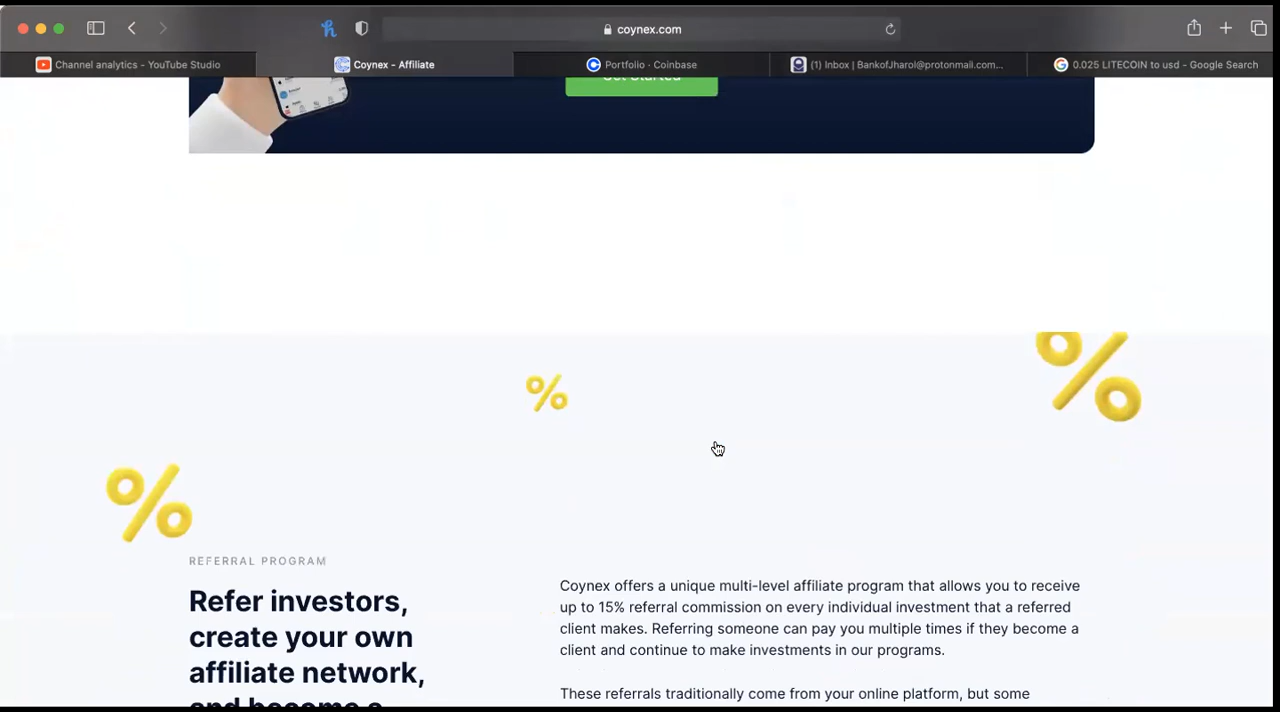 coynex.com
Channel analytics - YouTube Studio
Coynex - Affiliate
Portfolio - Coinbase
(1) Inbox | BankofJharol@protonmail.com...
0.025 LITECOIN to usd - Google Search
Get Started
REFERRAL PROGRAM
Refer investors,
create your own
affiliate network,
and become a
Coynex offers a unique multi-level affiliate program that allows you to receive
up to 15% referral commission on every individual investment that a referred
client makes. Referring someone can pay you multiple times if they become a
client and continue to make investments in our programs.
These referrals traditionally come from your online platform, but some